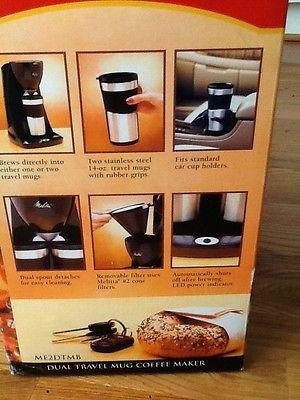 Melitta
Brews directly into
either one or two
travel mugs.
Two stainless steel
14-oz. travel mugs
with rubber grips.
Fits standard
car cup holders.
Melitta
Dual spout detaches
for easy cleaning.
Removable filter uses
Melitta® #2 cone
filters.
Automatically shuts
off after brewing.
LED power indicator.
ME2DTMB
DUAL TRAVEL MUG COFFEE MAKER